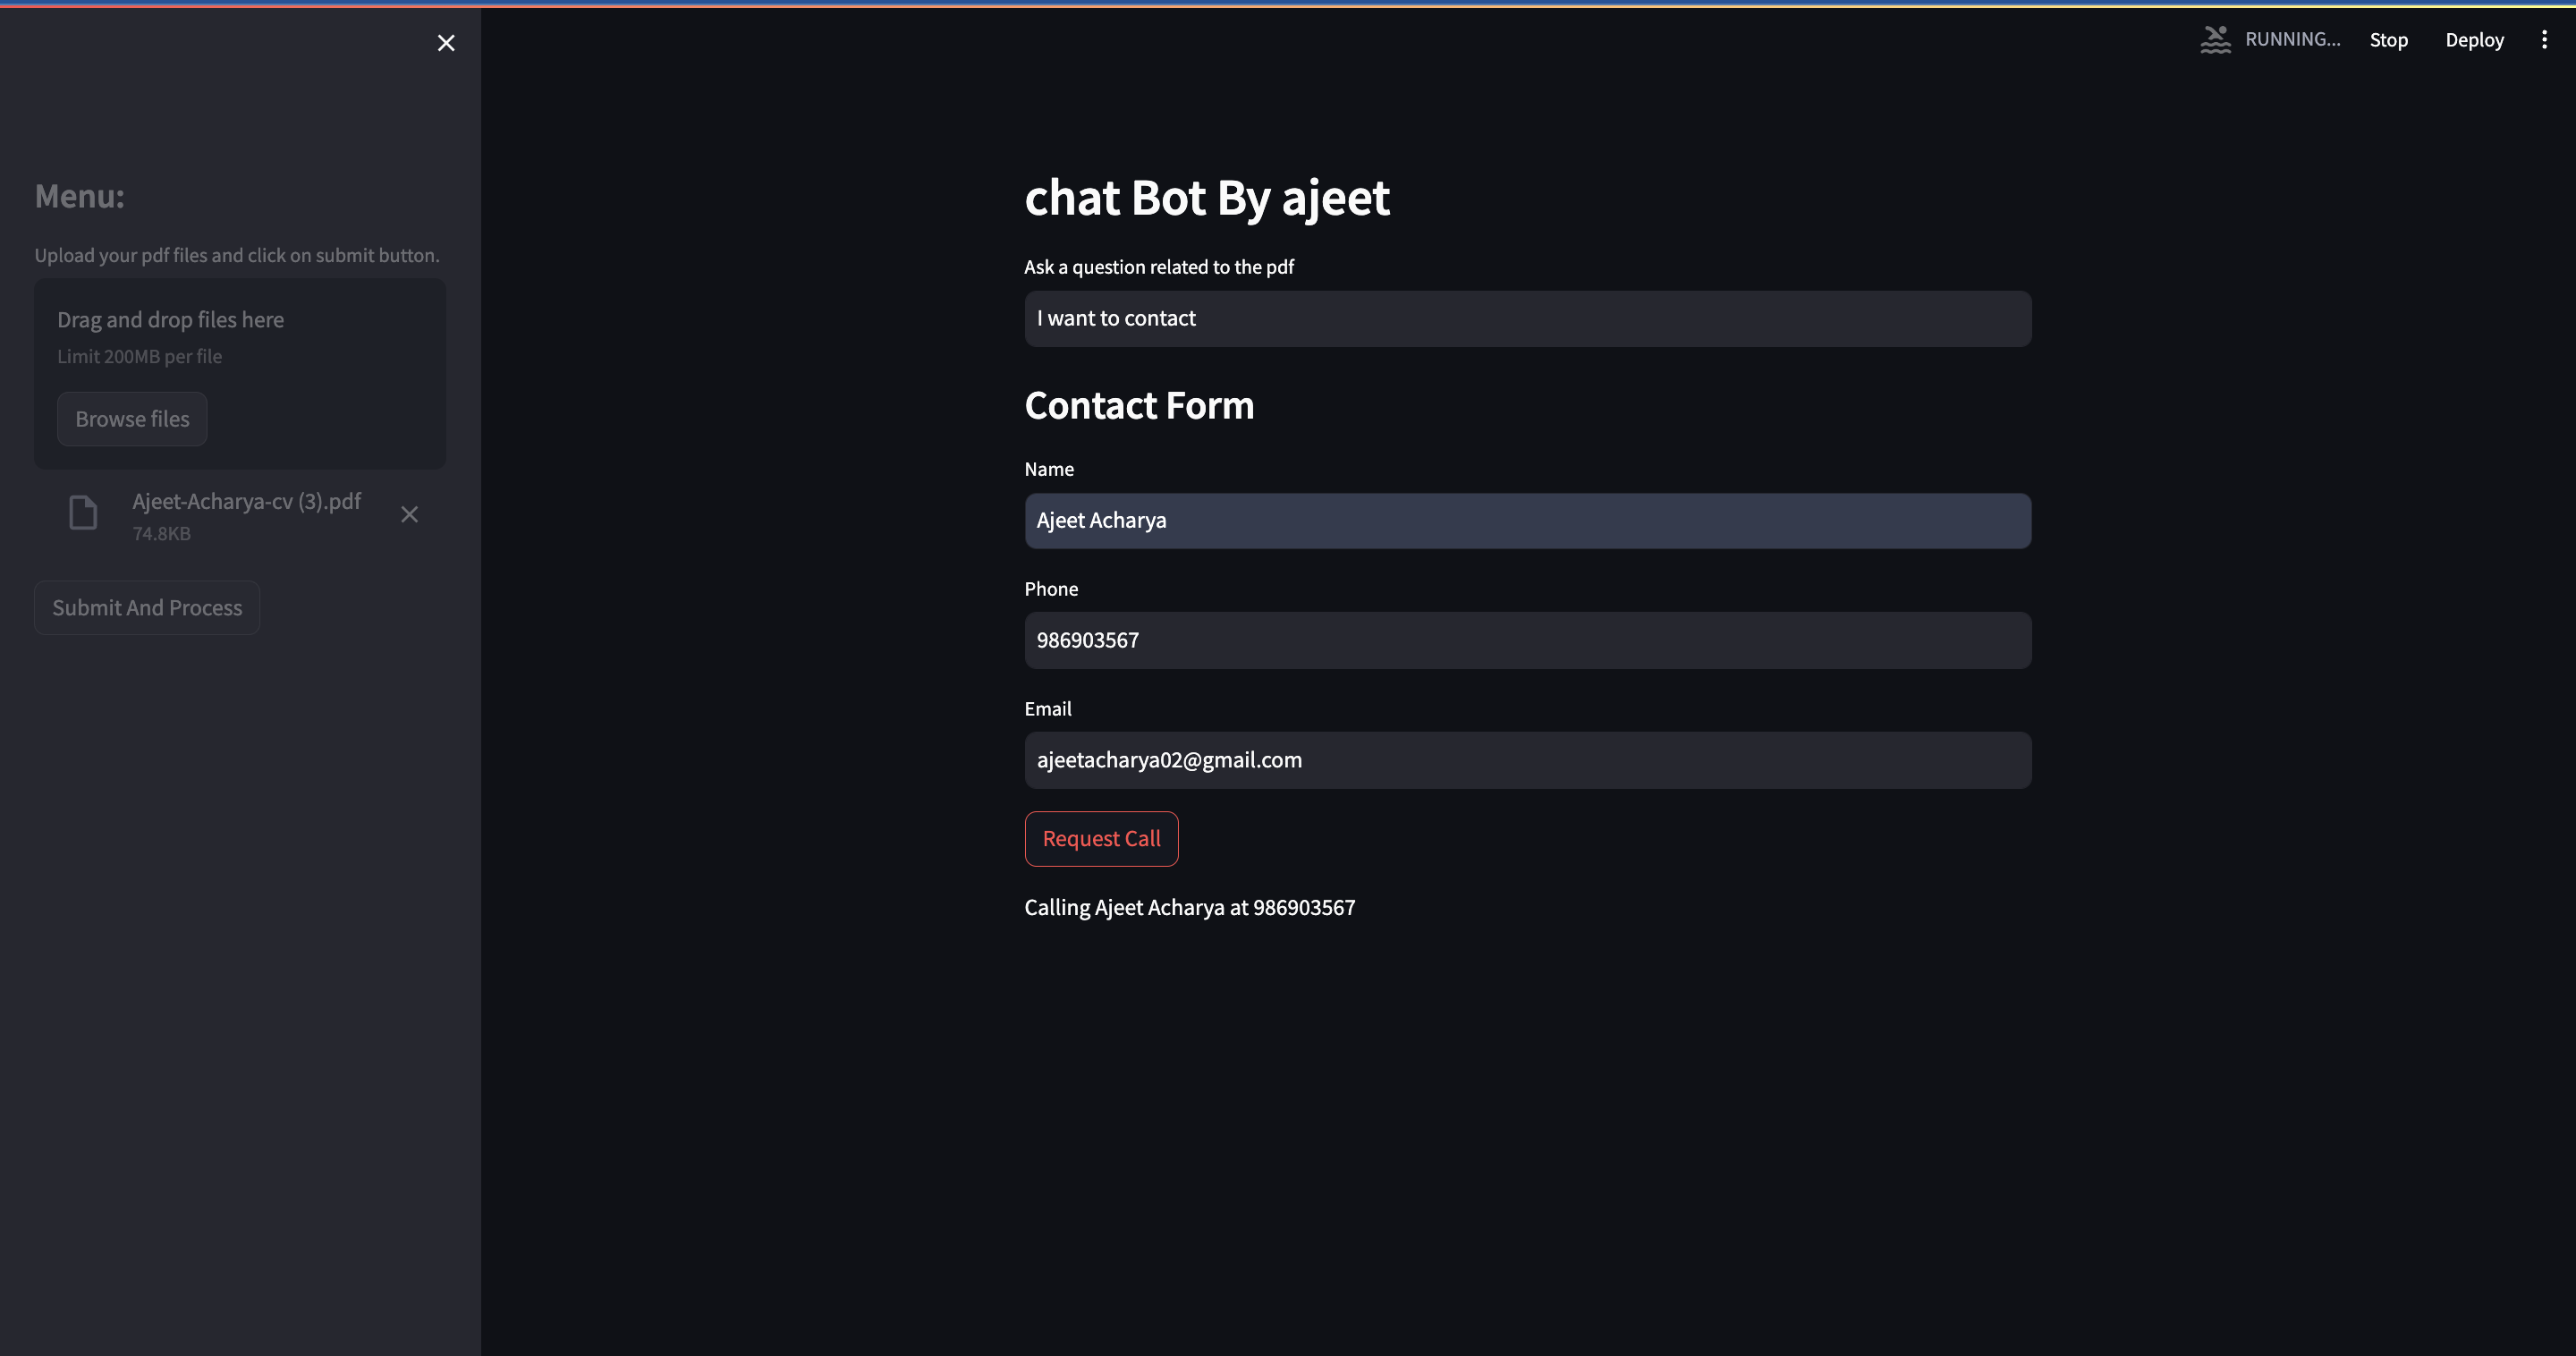 RUNNING...
Stop
Deploy
Menu:
Upload your pdf files and click on submit button.
Drag and drop files here
Limit 200MB per file
Browse files
Ajeet-Acharya-cv (3).pdf
74.8KB
Submit And Process
chat Bot By ajeet
Ask a question related to the pdf
I want to contact
Contact Form
Name
Ajeet Acharya
Phone
986903567
Email
ajeetacharya02@gmail.com
Request Call
Calling Ajeet Acharya at 986903567